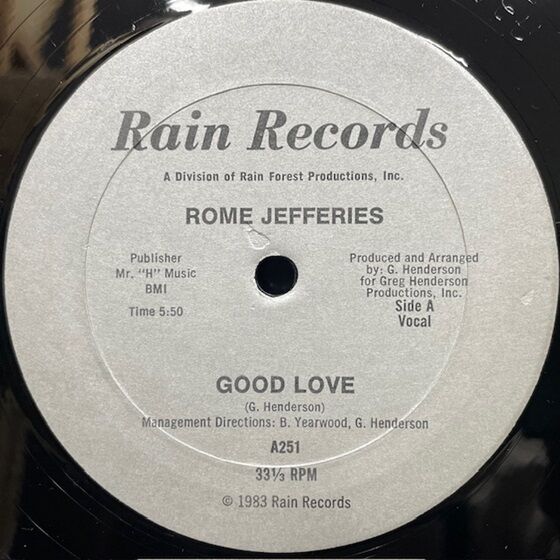 Rain Records
A Division of Rain Forest Productions, Inc.
ROME JEFFERIES
Publisher
Mr. "H" Music
BMI
Time 5:50
Produced and Arranged
by: G. Henderson
for Greg Henderson
Productions, Inc.
Side A
Vocal
GOOD LOVE
(G. Henderson)
Management Directions: B. Yearwood, G. Henderson
A251
33⅓ RPM
© 1983 Rain Records